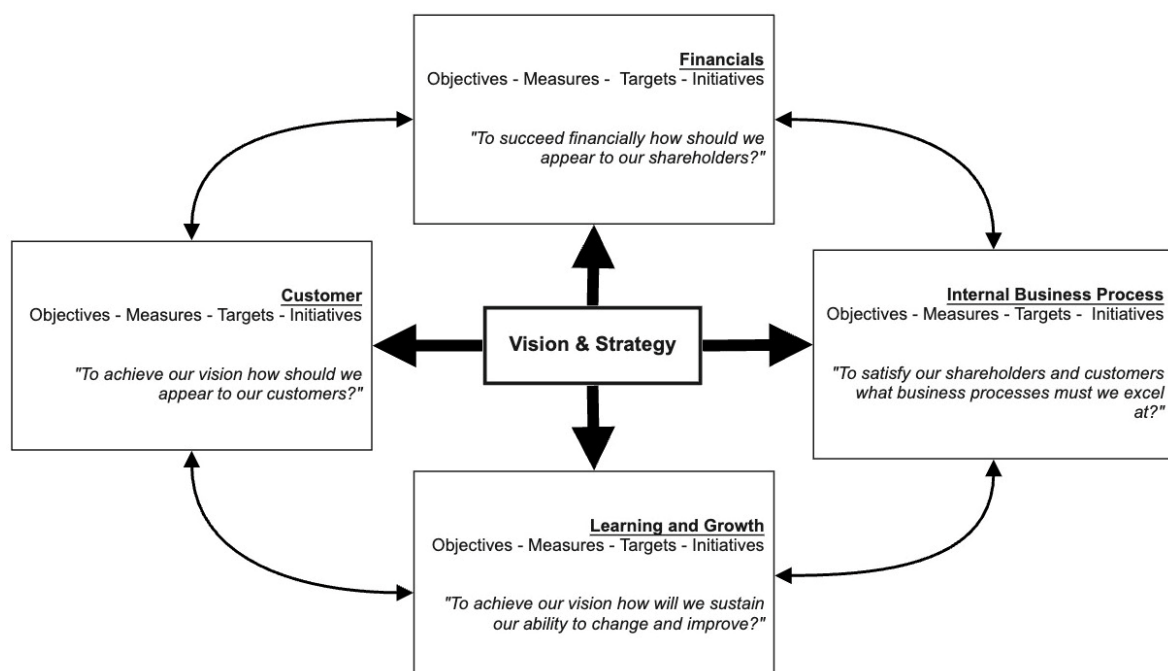 Financials
Objectives - Measures - Targets - Initiatives
"To succeed financially how should we
appear to our shareholders?"
Customer
Objectives - Measures - Targets - Initiatives
"To achieve our vision how should we
appear to our customers?"
Vision & Strategy
Internal Business Process
Objectives - Measures - Targets - Initiatives
"To satisfy our shareholders and customers
what business processes must we excel
at?"
Learning and Growth
Objectives - Measures - Targets - Initiatives
"To achieve our vision how will we sustain
our ability to change and improve?"